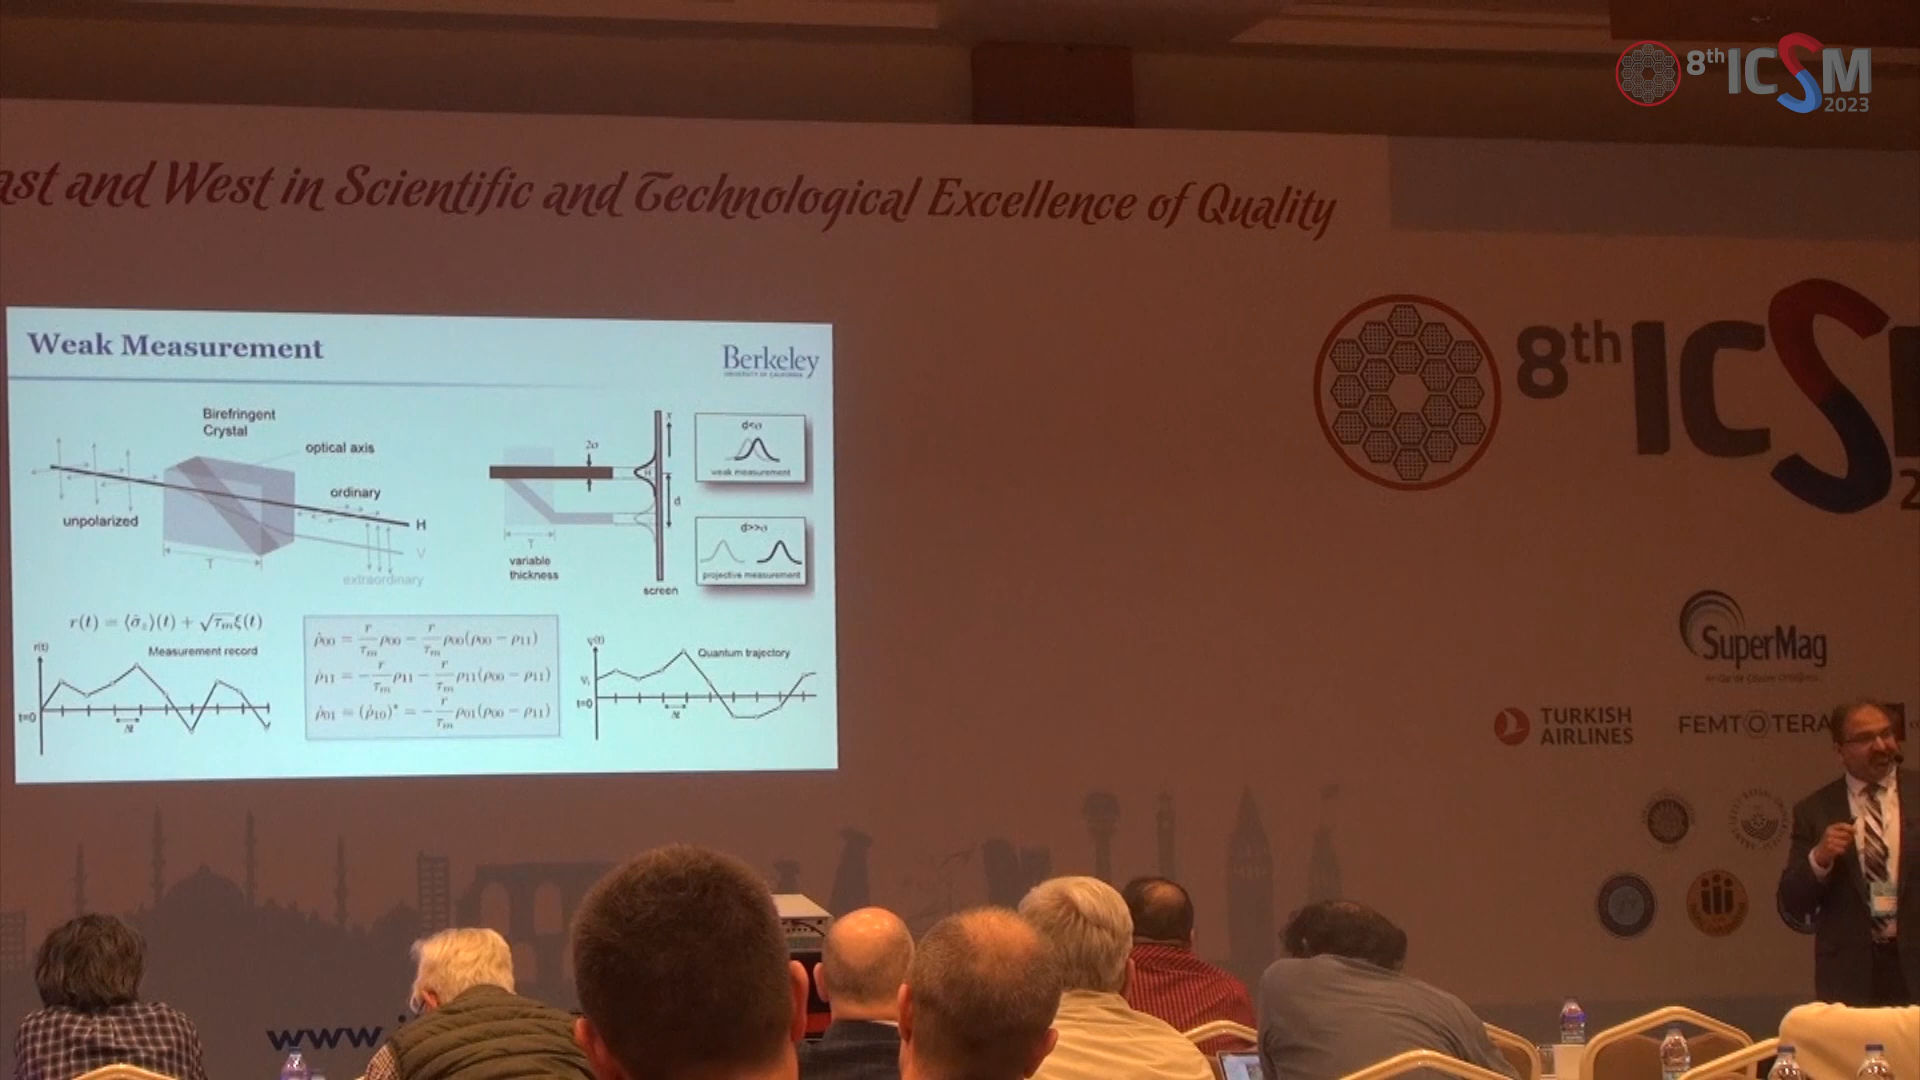 8th ICSM
2023
ast and West in Scientific and Technological Excellence of Quality
8th ICS
2
Weak Measurement
Berkeley
UNIVERSITY OF CALIFORNIA
Birefringent
Crystal
optical axis
ordinary
unpolarized
H
V
T
extraordinary
2σ
x
H
d
T
variable
thickness
screen
d<σ
weak measurement
d>>σ
projective measurement
r(t) = ⟨σ̂z⟩(t) + √τm ξ(t)
r(t)
Measurement record
t=0
Δt
ρ̇00 = r/τm ρ00 − r/τm ρ00(ρ00 − ρ11)
ρ̇11 = − r/τm ρ11 − r/τm ρ11(ρ00 − ρ11)
ρ̇01 = (ρ̇10)* = − r/τm ρ01(ρ00 − ρ11)
ψ(t)
Quantum trajectory
ψi
t=0
Δt
SuperMag
TURKISH
AIRLINES
FEMTOTERA
www.